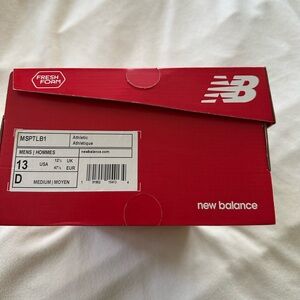 FRESH
FOAM
NB
MSPTLB1
Athletic
Athlétique
MENS | HOMMES
newbalance.com
13 USA 12½ UK
47½ EUR
D MEDIUM / MOYEN
new balance